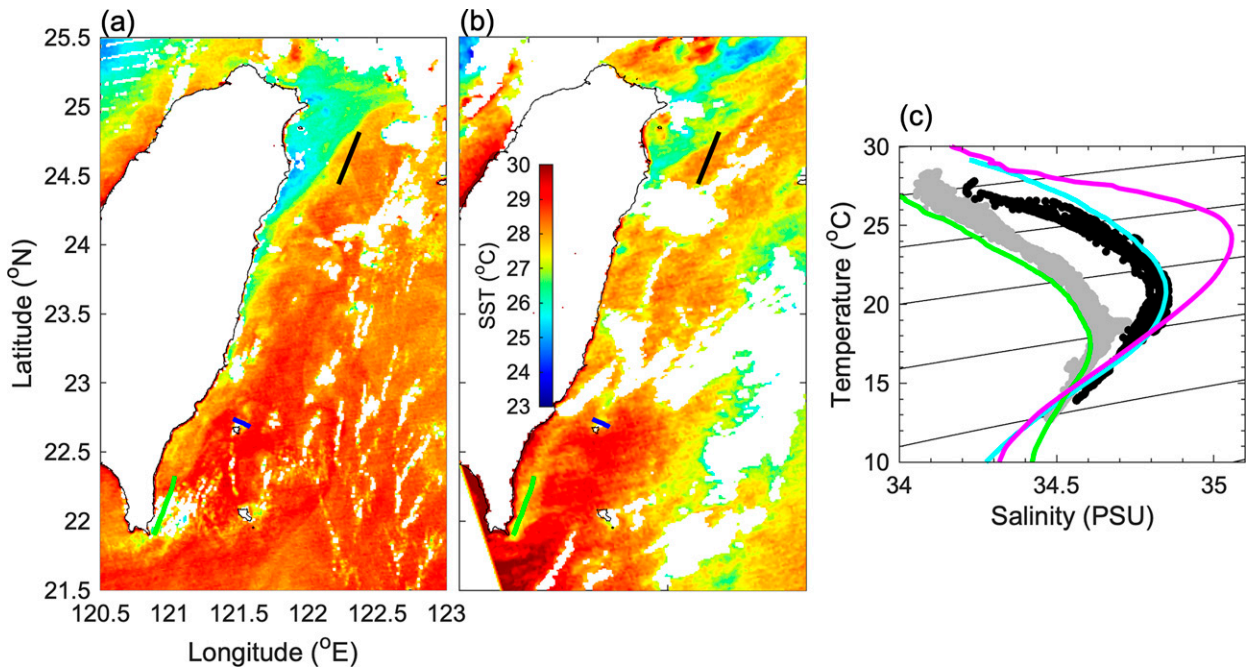 (a)
(b)
(c)
25.5
25
24.5
24
23.5
23
22.5
22
21.5
Latitude (°N)
120.5 121 121.5 122 122.5 123
Longitude (°E)
30
29
28
27
26
25
24
23
SST (°C)
30
25
20
15
10
Temperature (°C)
34 34.5 35
Salinity (PSU)